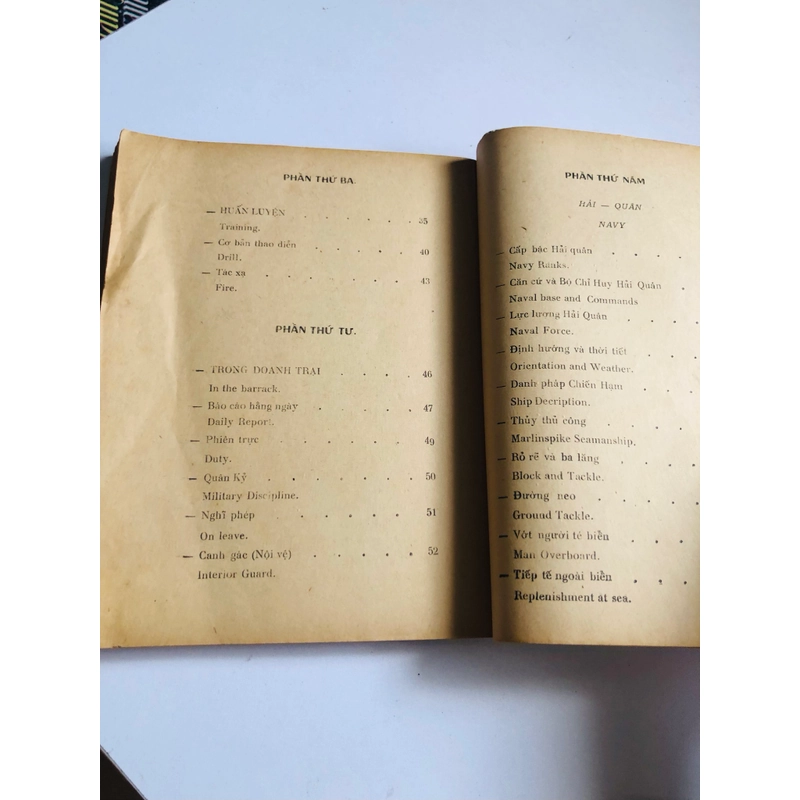 PHẦN THỨ BA.
— HUẤN LUYỆN . . . . . . 35
Training.
— Cơ bản thao diễn . . . . . 40
Drill.
— Tác xạ . . . . . . . 43
Fire.
PHẦN THỨ TƯ.
— TRONG DOANH TRẠI . . . . 46
In the barrack.
— Báo cáo hằng ngày . . . . . 47
Daily Report.
— Phiên trực . . . . . . 49
Duty.
— Quân Kỷ . . . . . . 50
Military Discipline.
— Nghĩ phép . . . . . . 51
On leave.
— Canh gác (Nội vệ) . . . . . 52
Interior Guard.
PHẦN THỨ NĂM
HẢI — QUÂN
NAVY
— Cấp bậc Hải quân . . .
Navy Ranks.
— Căn cứ và Bộ Chỉ Huy Hải Quân .
Naval base and Commands
— Lực lượng Hải Quân . . .
Naval Force.
— Định hướng và thời tiết . . .
Orientation and Weather.
— Danh pháp Chiến Hạm . . .
Ship Decription.
— Thủy thủ công . . . .
Marlinspike Seamanship.
— Rỏ rẽ và ba lăng . . .
Block and Tackle.
— Đường neo . . . .
Ground Tackle.
— Vớt người té biển . . .
Man Overboard.
— Tiếp tế ngoài biển . . .
Replenishment at sea.